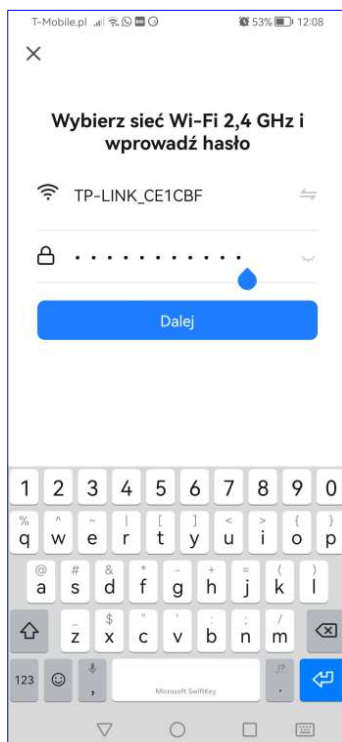 T-Mobile.pl 53% 12:08
Wybierz sieć Wi-Fi 2,4 GHz i
wprowadź hasło
TP-LINK_CE1CBF
• • • • • • • • • • •
Dalej
1 2 3 4 5 6 7 8 9 0
% ^ ~ | [ ] < > { }
q w e r t y u i o p
@ # & * - + = ( )
a s d f g h j k l
_ $ " ' : ; /
z x c v b n m
123 , Microsoft SwiftKey !? .